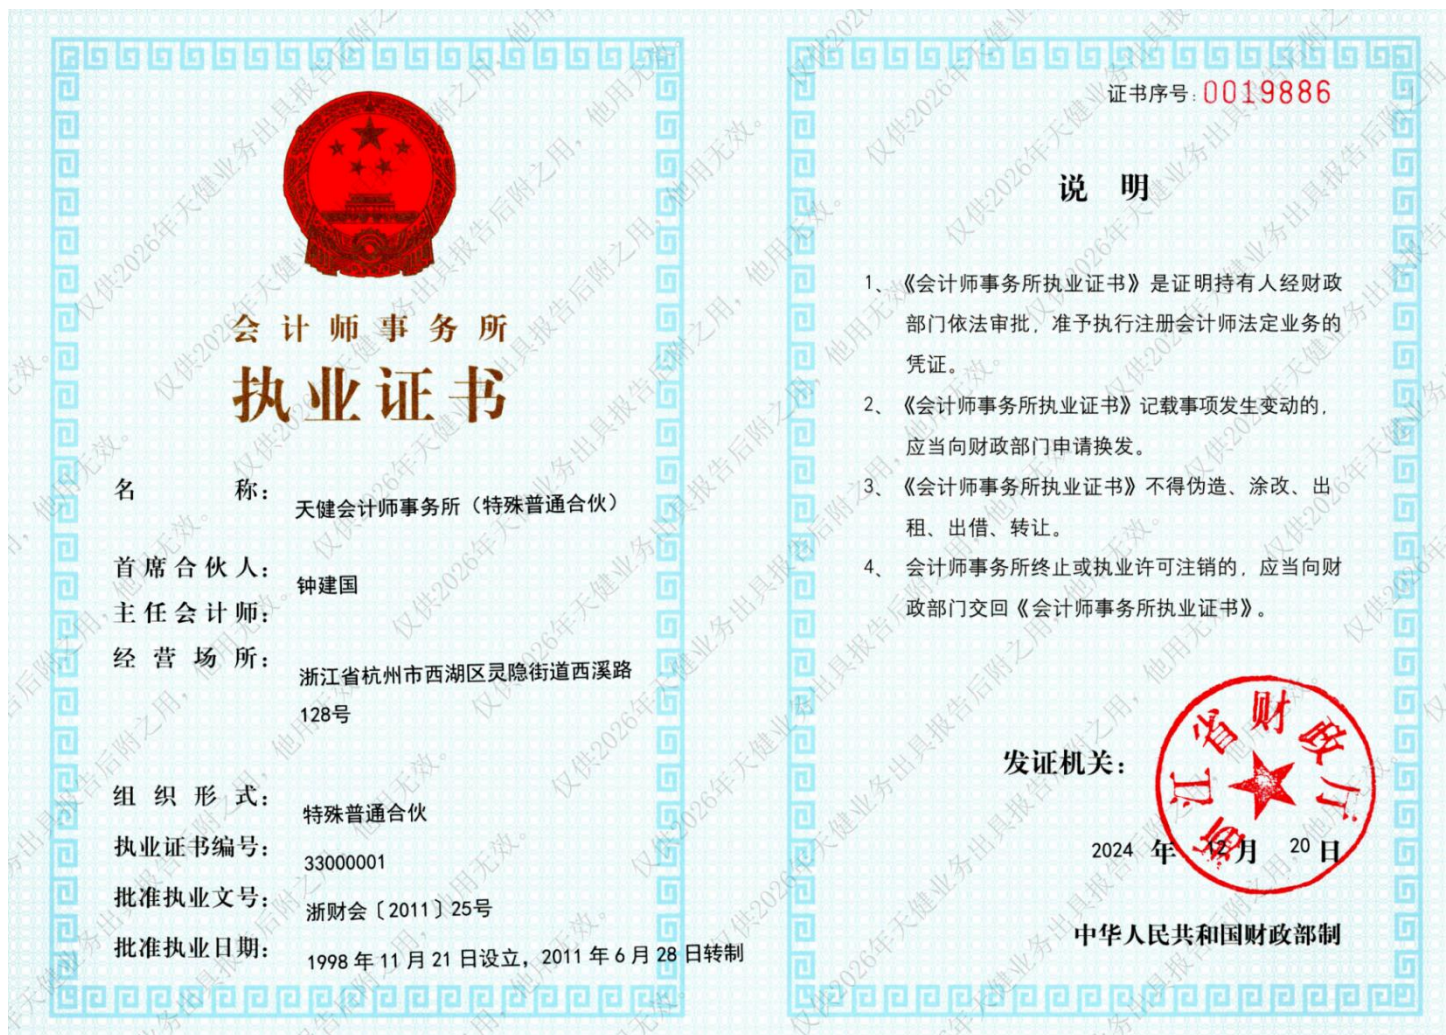 会计师事务所
执业证书
名称：
天健会计师事务所（特殊普通合伙）
首席合伙人：
钟建国
主任会计师：
经营场所：
浙江省杭州市西湖区灵隐街道西溪路
128号
组织形式：
特殊普通合伙
执业证书编号：
33000001
批准执业文号：
浙财会〔2011〕25号
批准执业日期：
1998年11月21日设立，2011年6月28日转制
证书序号：0019886
说明
1、《会计师事务所执业证书》是证明持有人经财政
部门依法审批，准予执行注册会计师法定业务的
凭证。
2、《会计师事务所执业证书》记载事项发生变动的，
应当向财政部门申请换发。
3、《会计师事务所执业证书》不得伪造、涂改、出
租、出借、转让。
4、会计师事务所终止或执业许可注销的，应当向财
政部门交回《会计师事务所执业证书》。
发证机关：
浙江省财政厅
2024年12月20日
中华人民共和国财政部制
仅供2026年天健业务出具报告后附之用，他用无效。